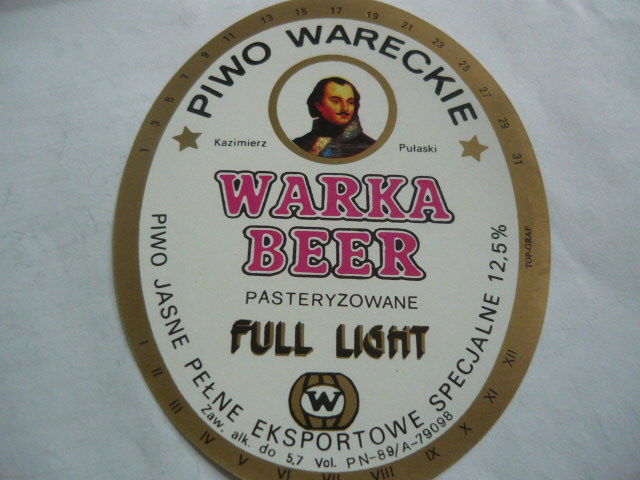 1 3 5 7 9 11 13 15 17 19 21 23 25 27 29 31
PIWO WARECKIE
Kazimierz Pułaski
WARKA
BEER
PASTERYZOWANE
FULL LIGHT
W
PIWO JASNE PEŁNE EKSPORTOWE SPECJALNE 12,5%
Zaw. alk. do 5,7 Vol. PN-89/A-79098
TOP-GRAF
I II III IV V VI VII VIII IX X XI XII